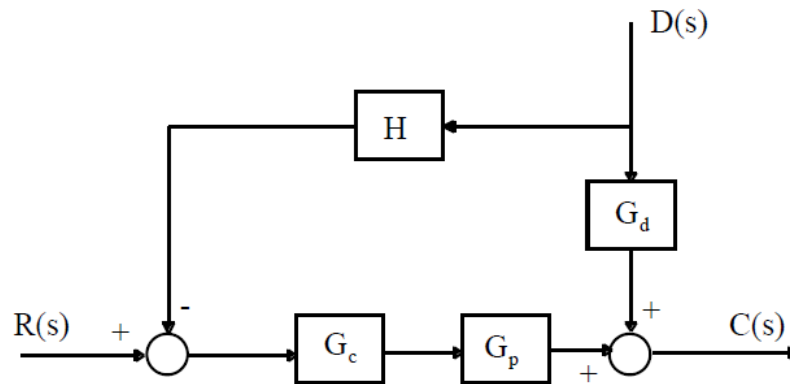 D(s)
H
G_d
R(s) + -
G_c
G_p
+
+
C(s)